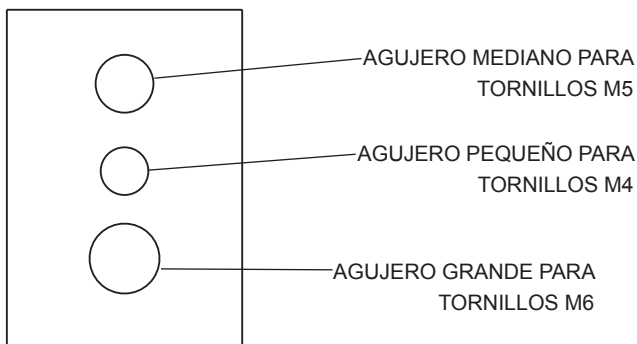 AGUJERO MEDIANO PARA
TORNILLOS M5
AGUJERO PEQUEÑO PARA
TORNILLOS M4
AGUJERO GRANDE PARA
TORNILLOS M6